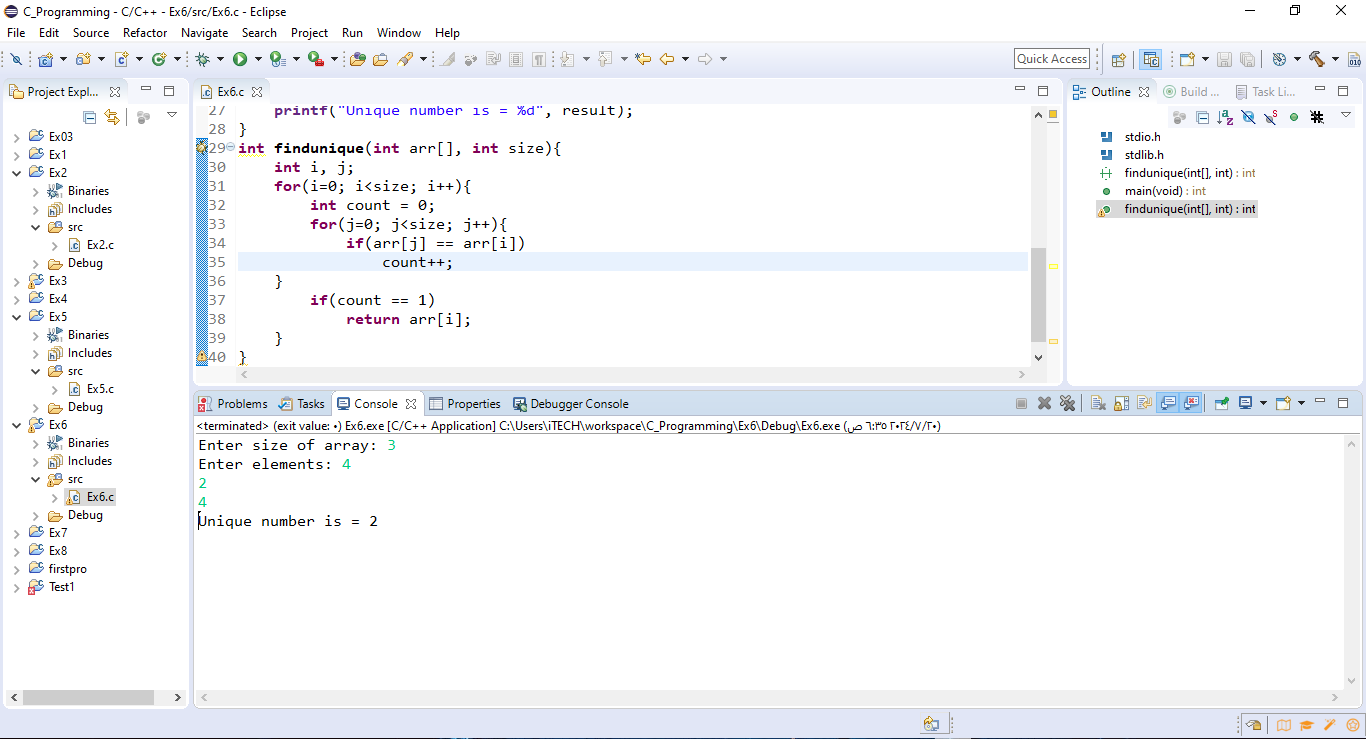 C_Programming - C/C++ - Ex6/src/Ex6.c - Eclipse
File Edit Source Refactor Navigate Search Project Run Window Help
Quick Access
Project Expl...
Ex03
Ex1
Ex2
Binaries
Includes
src
Ex2.c
Debug
Ex3
Ex4
Ex5
Binaries
Includes
src
Ex5.c
Debug
Ex6
Binaries
Includes
src
Ex6.c
Debug
Ex7
Ex8
firstpro
Test1
Ex6.c
27 printf("Unique number is = %d", result);
28 }
29 int findunique(int arr[], int size){
30 int i, j;
31 for(i=0; i<size; i++){
32 int count = 0;
33 for(j=0; j<size; j++){
34 if(arr[j] == arr[i])
35 count++;
36 }
37 if(count == 1)
38 return arr[i];
39 }
40 }
Outline Build ... Task Li...
stdio.h
stdlib.h
findunique(int[], int) : int
main(void) : int
findunique(int[], int) : int
Problems Tasks Console Properties Debugger Console
<terminated> (exit value: ٠) Ex6.exe [C/C++ Application] C:\Users\iTECH\workspace\C_Programming\Ex6\Debug\Ex6.exe (٢٠٢٤/٧/٢٠ ٦:٣٥ ص)
Enter size of array: 3
Enter elements: 4
2
4
Unique number is = 2